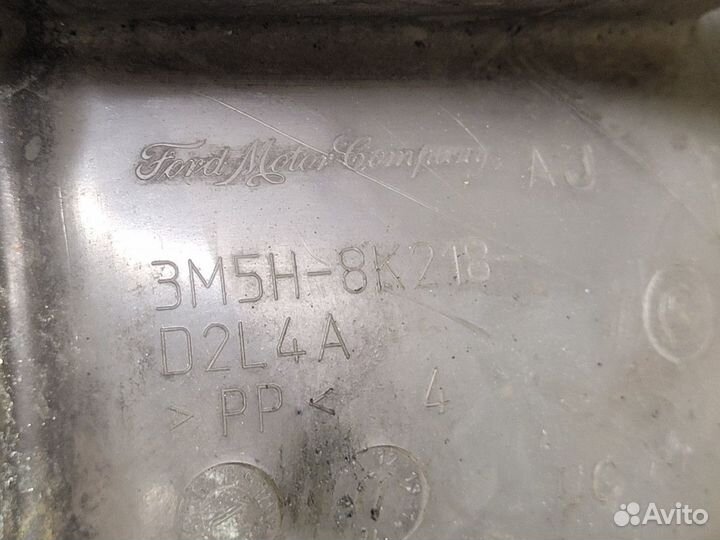 Ford Motor Company
AJ
3M5H-8K218-
D2L4A
>PP< 4
Avito